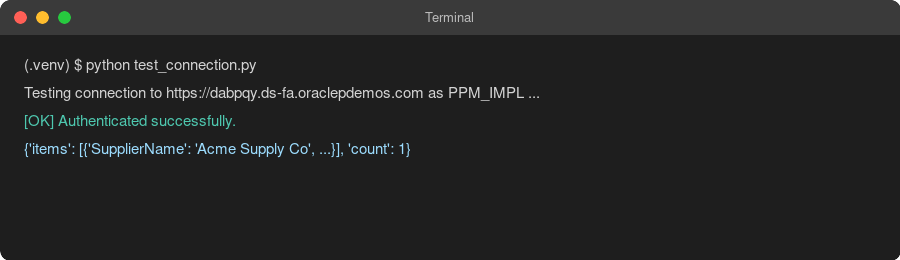 Terminal
(.venv) $ python test_connection.py
Testing connection to https://dabpqy.ds-fa.oraclepdemos.com as PPM_IMPL ...
[OK] Authenticated successfully.
{'items': [{'SupplierName': 'Acme Supply Co', ...}], 'count': 1}